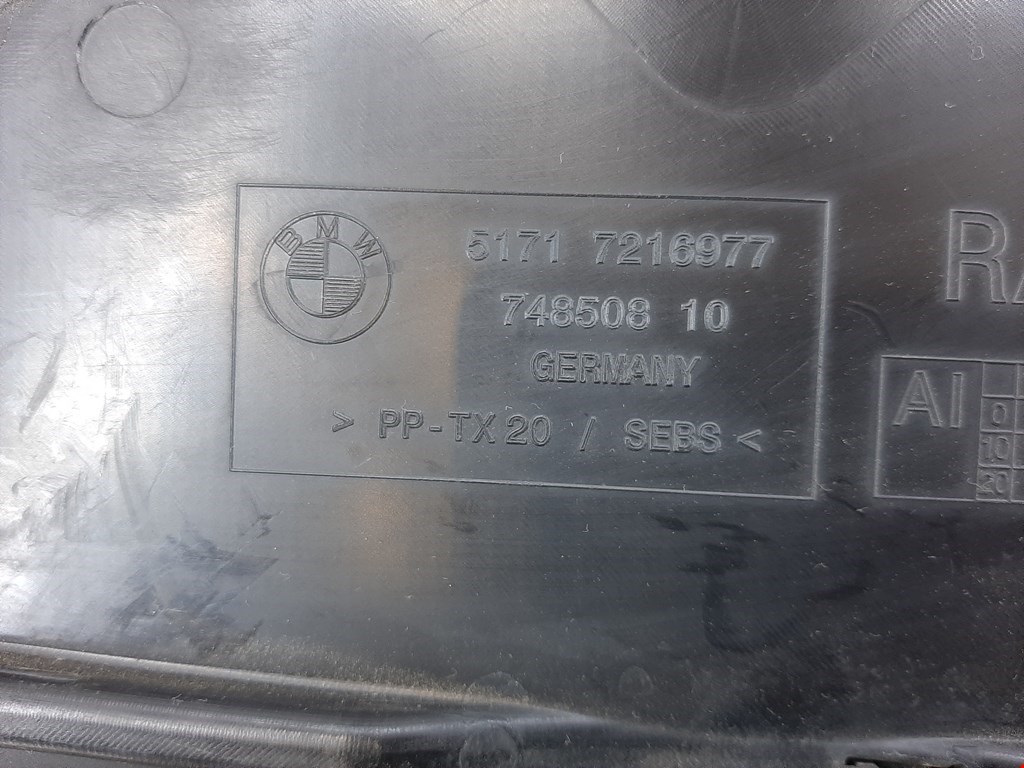 BMW
5171 7216977
748508 10
GERMANY
> PP-TX20 / SEBS <
AI
0
10
20